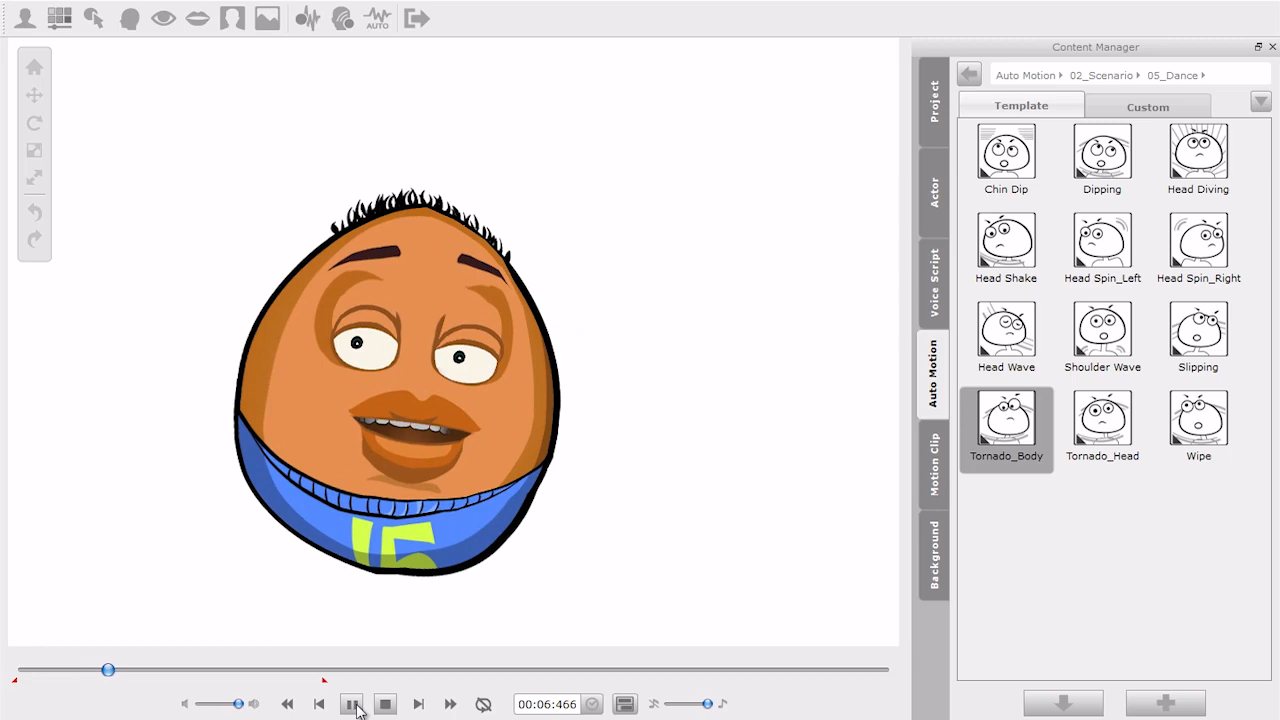 AUTO
Content Manager
Auto Motion 02_Scenario 05_Dance
Template
Custom
Project
Actor
Voice Script
Auto Motion
Motion Clip
Background
Chin Dip
Dipping
Head Diving
Head Shake
Head Spin_Left
Head Spin_Right
Head Wave
Shoulder Wave
Slipping
Tornado_Body
Tornado_Head
Wipe
15
00:06:466